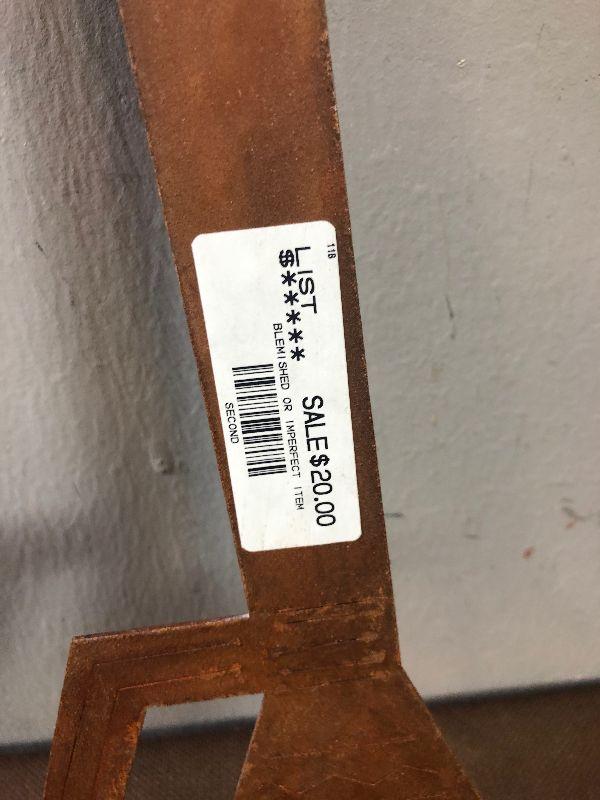 118
LIST SALE$20.00
$*****
BLEMISHED OR IMPERFECT ITEM
SECOND